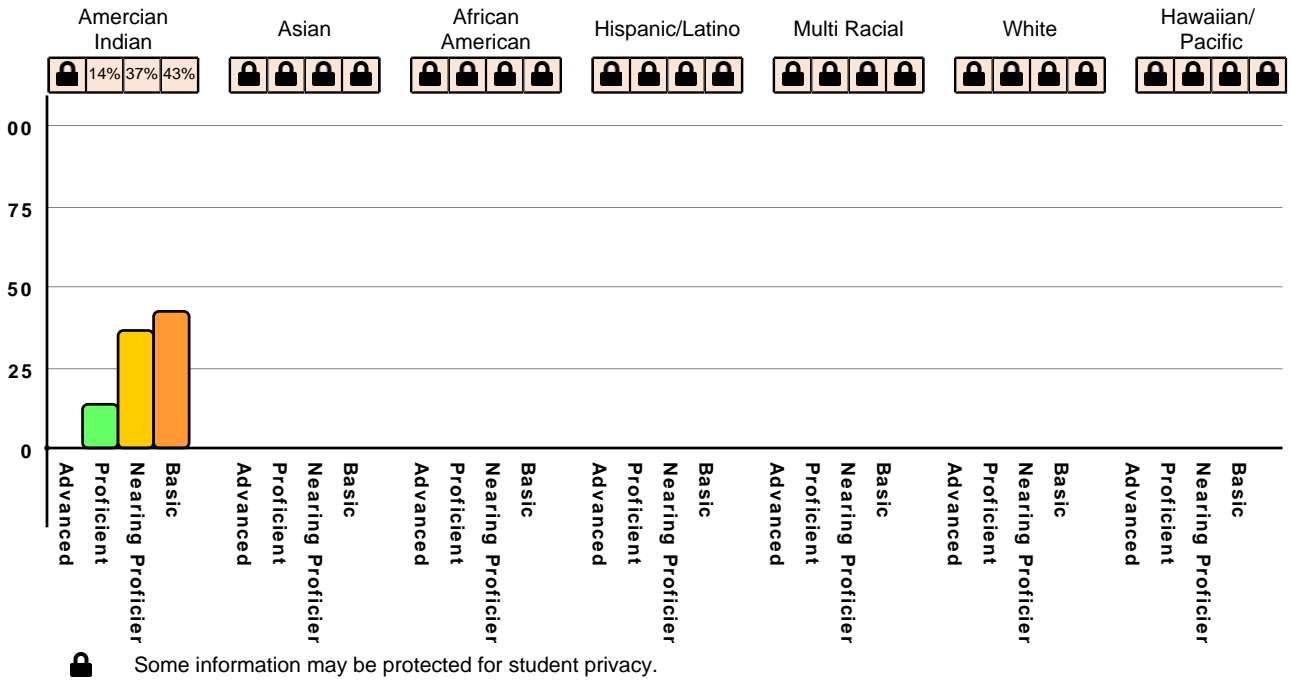 Amercian
Indian
Asian
African
American
Hispanic/Latino
Multi Racial
White
Hawaiian/
Pacific
14% 37% 43%
00
75
50
25
0
Advanced
Proficient
Nearing Proficier
Basic
Advanced
Proficient
Nearing Proficier
Basic
Advanced
Proficient
Nearing Proficier
Basic
Advanced
Proficient
Nearing Proficier
Basic
Advanced
Proficient
Nearing Proficier
Basic
Advanced
Proficient
Nearing Proficier
Basic
Advanced
Proficient
Nearing Proficier
Basic
Some information may be protected for student privacy.